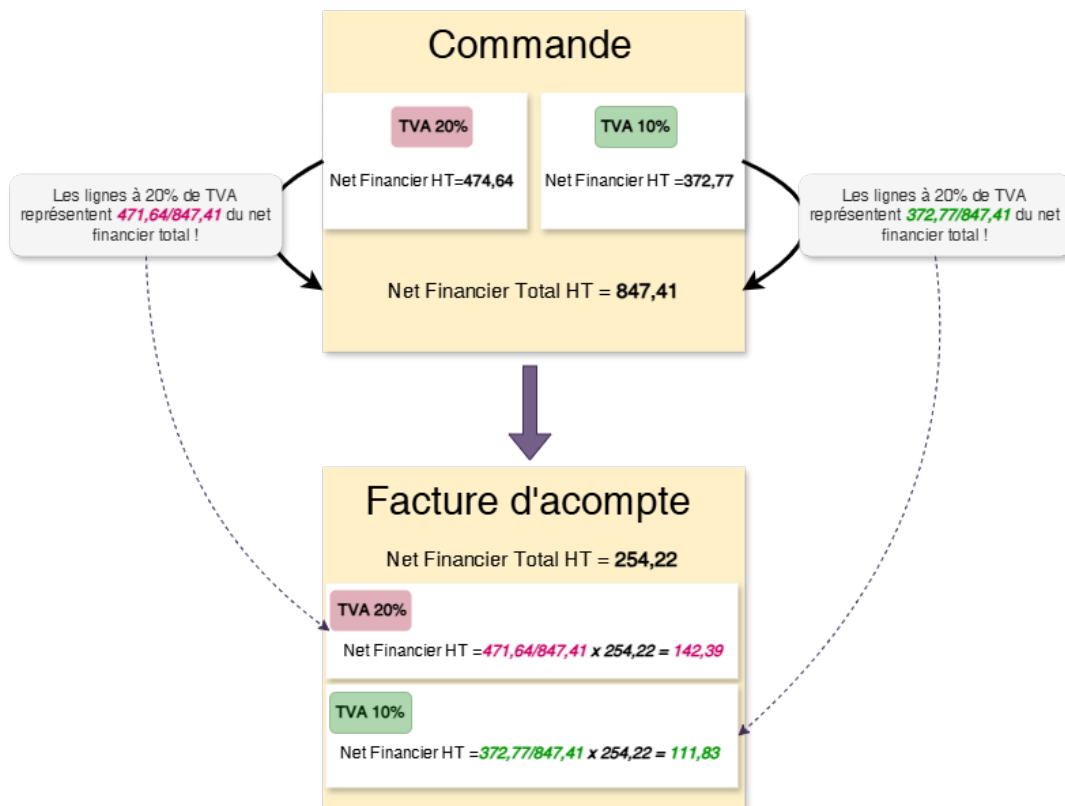 Commande
TVA 20%
TVA 10%
Net Financier HT=474,64
Net Financier HT =372,77
Les lignes à 20% de TVA
représentent 471,64/847,41 du net
financier total !
Les lignes à 20% de TVA
représentent 372,77/847,41 du net
financier total !
Net Financier Total HT = 847,41
Facture d'acompte
Net Financier Total HT = 254,22
TVA 20%
Net Financier HT =471,64/847,41 x 254,22 = 142,39
TVA 10%
Net Financier HT =372,77/847,41 x 254,22 = 111,83